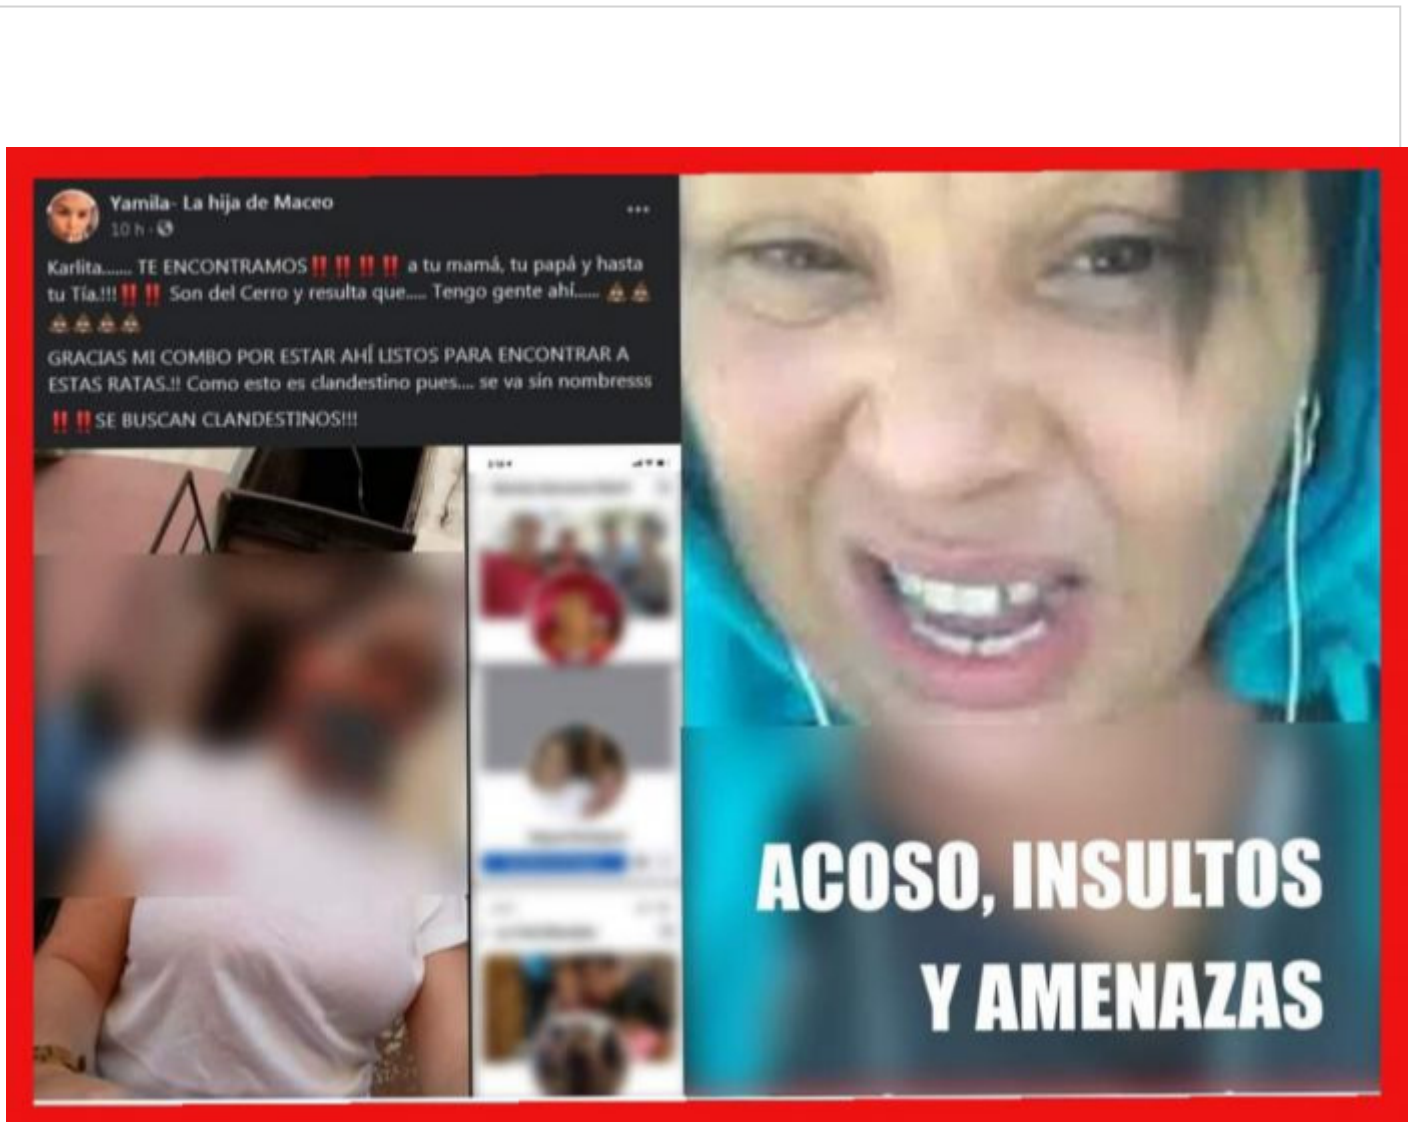 Yamila- La hija de Maceo
10 h ·
Karlita....... TE ENCONTRAMOS‼️‼️‼️‼️ a tu mamá, tu papá y hasta
tu Tía.!!!‼️‼️ Son del Cerro y resulta que.... Tengo gente ahí...... 💩💩
💩💩💩💩
GRACIAS MI COMBO POR ESTAR AHÍ LISTOS PARA ENCONTRAR A
ESTAS RATAS.!! Como esto es clandestino pues.... se va sin nombresss
‼️‼️SE BUSCAN CLANDESTINOS!!!
ACOSO, INSULTOS
Y AMENAZAS